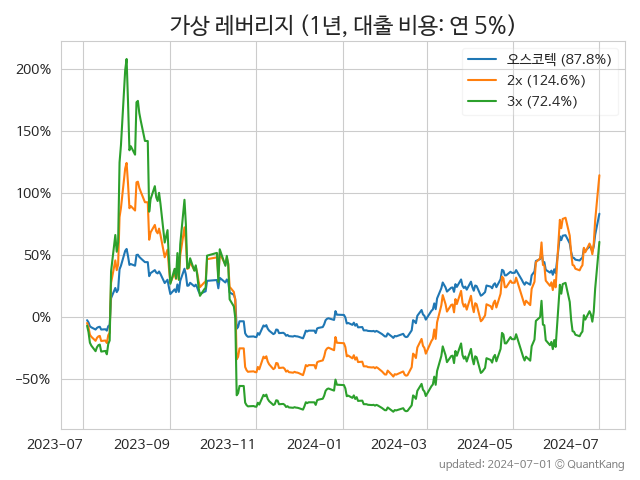 가상 레버리지 (1년, 대출 비용: 연 5%)
오스코텍 (87.8%)
2x (124.6%)
3x (72.4%)
200%
150%
100%
50%
0%
−50%
2023-07 2023-09 2023-11 2024-01 2024-03 2024-05 2024-07
updated: 2024-07-01 © QuantKang